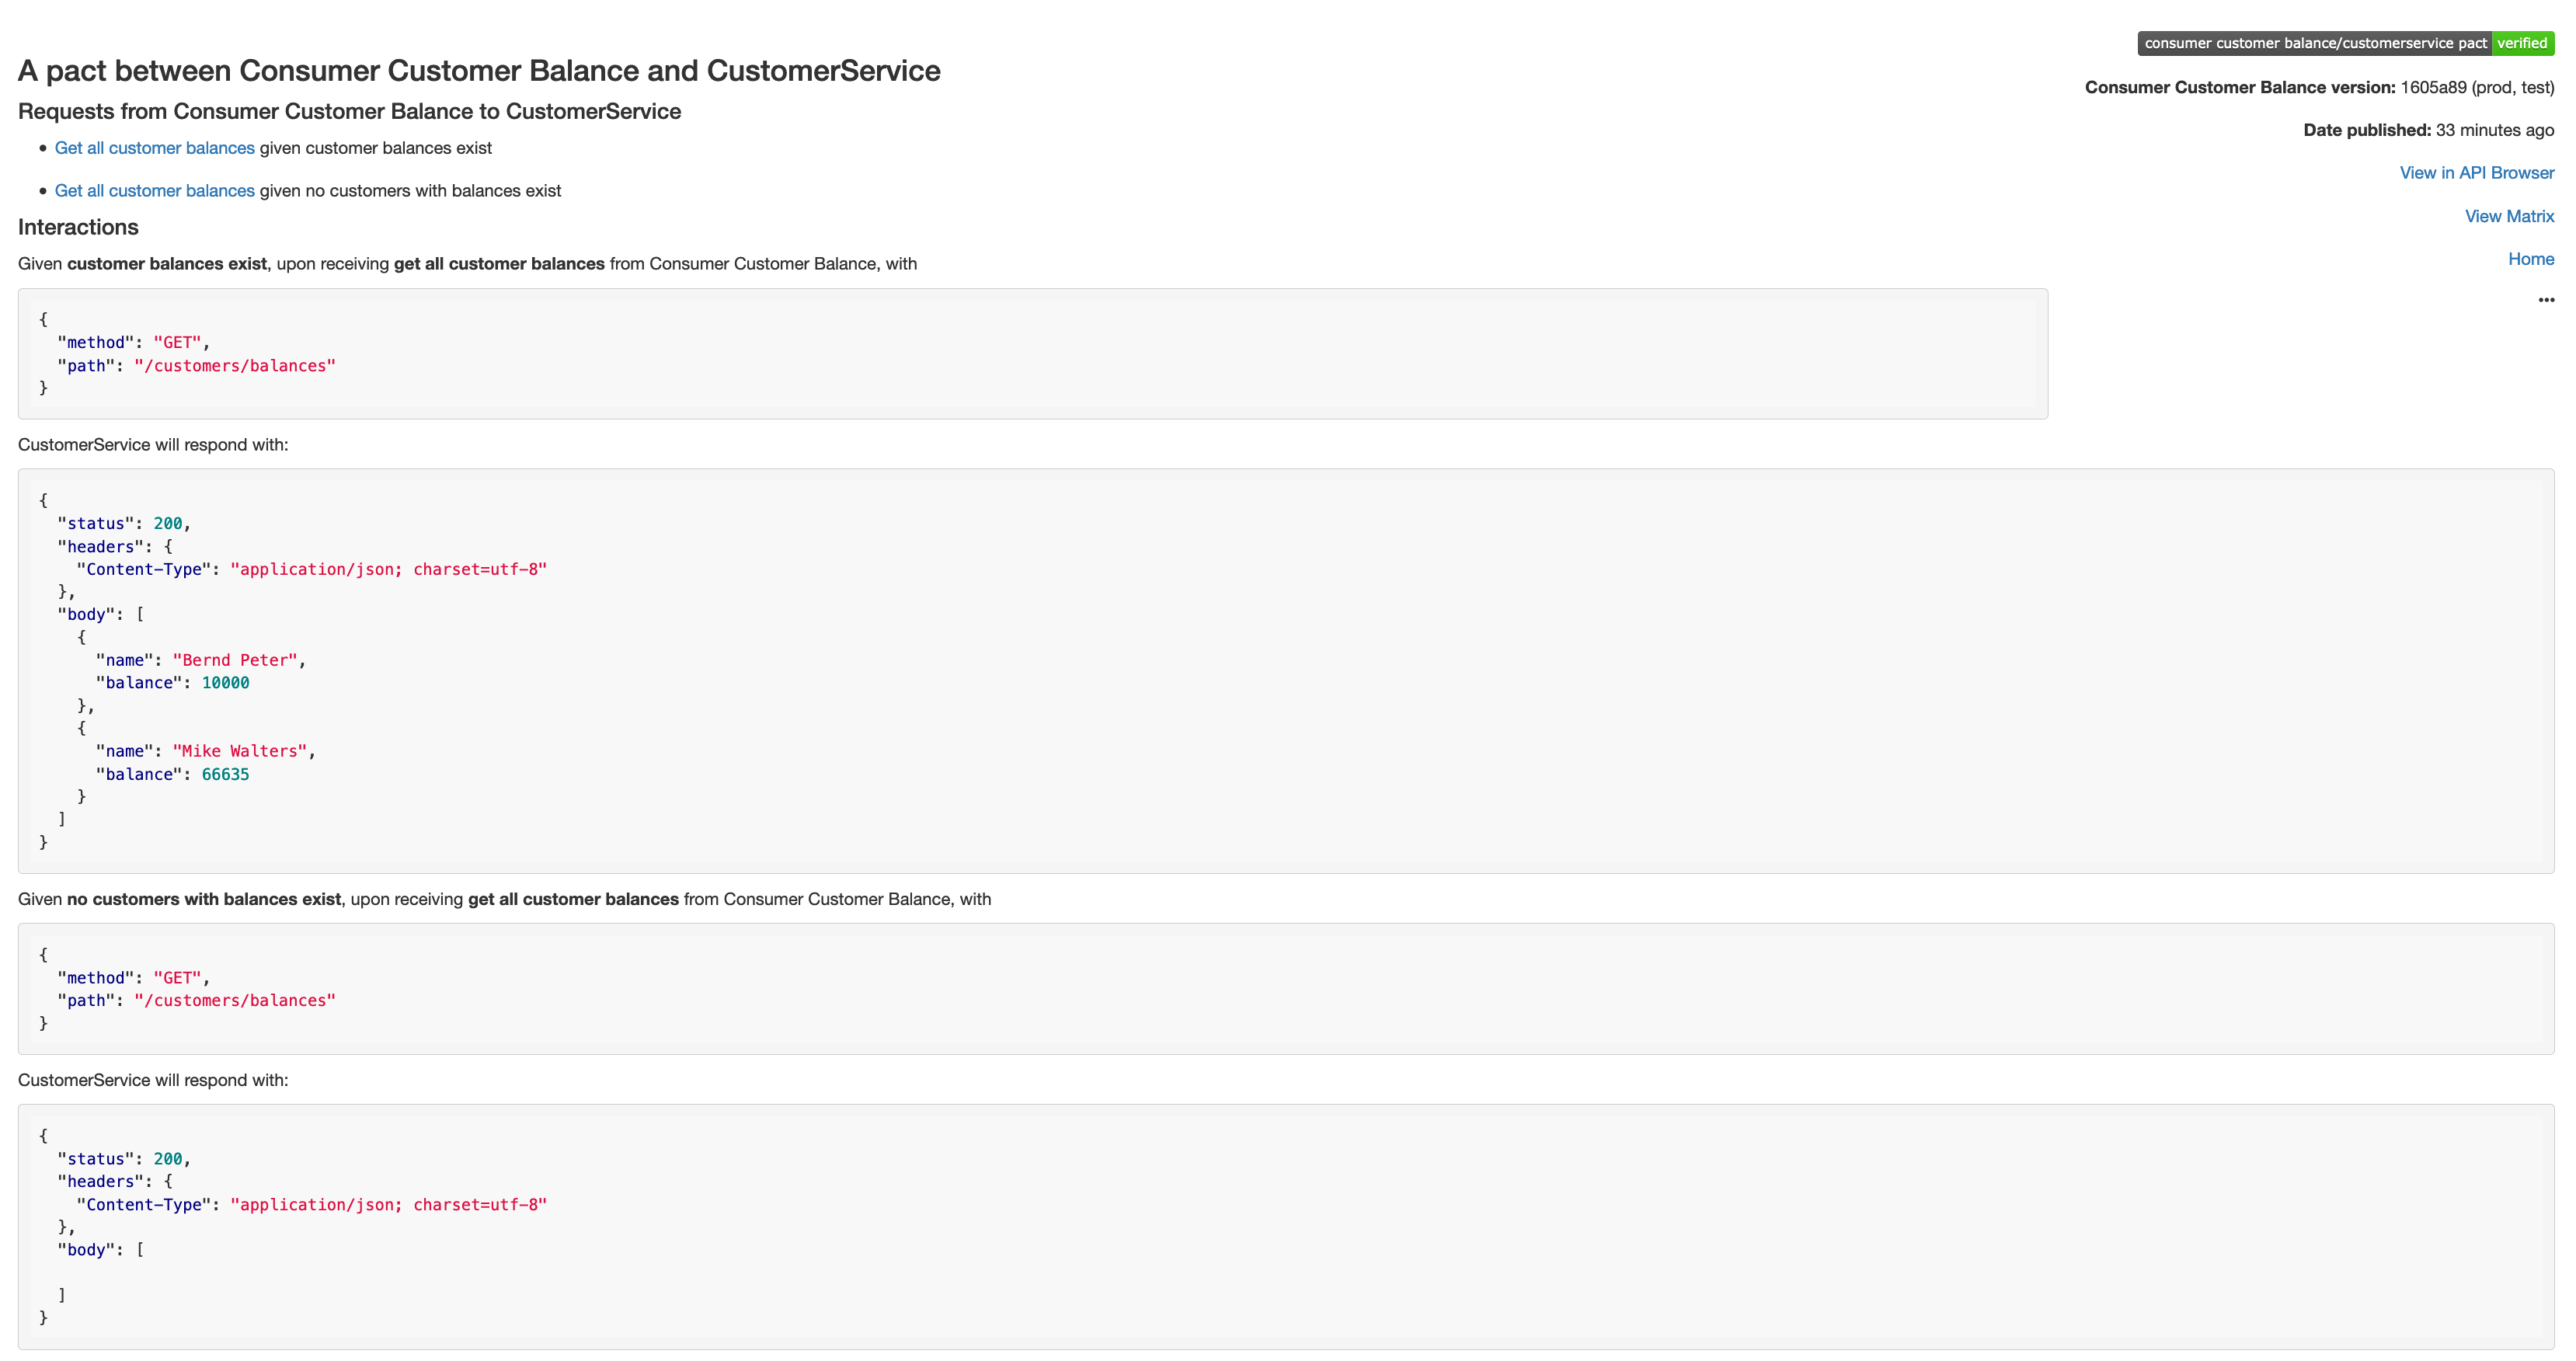 consumer customer balance/customerservice pact verified
A pact between Consumer Customer Balance and CustomerService
Consumer Customer Balance version: 1605a89 (prod, test)
Requests from Consumer Customer Balance to CustomerService
Date published: 33 minutes ago
• Get all customer balances given customer balances exist
View in API Browser
• Get all customer balances given no customers with balances exist
View Matrix
Interactions
Home
Given customer balances exist, upon receiving get all customer balances from Consumer Customer Balance, with
•••
{
  "method": "GET",
  "path": "/customers/balances"
}
CustomerService will respond with:
{
  "status": 200,
  "headers": {
    "Content-Type": "application/json; charset=utf-8"
  },
  "body": [
    {
      "name": "Bernd Peter",
      "balance": 10000
    },
    {
      "name": "Mike Walters",
      "balance": 66635
    }
  ]
}
Given no customers with balances exist, upon receiving get all customer balances from Consumer Customer Balance, with
{
  "method": "GET",
  "path": "/customers/balances"
}
CustomerService will respond with:
{
  "status": 200,
  "headers": {
    "Content-Type": "application/json; charset=utf-8"
  },
  "body": [

  ]
}